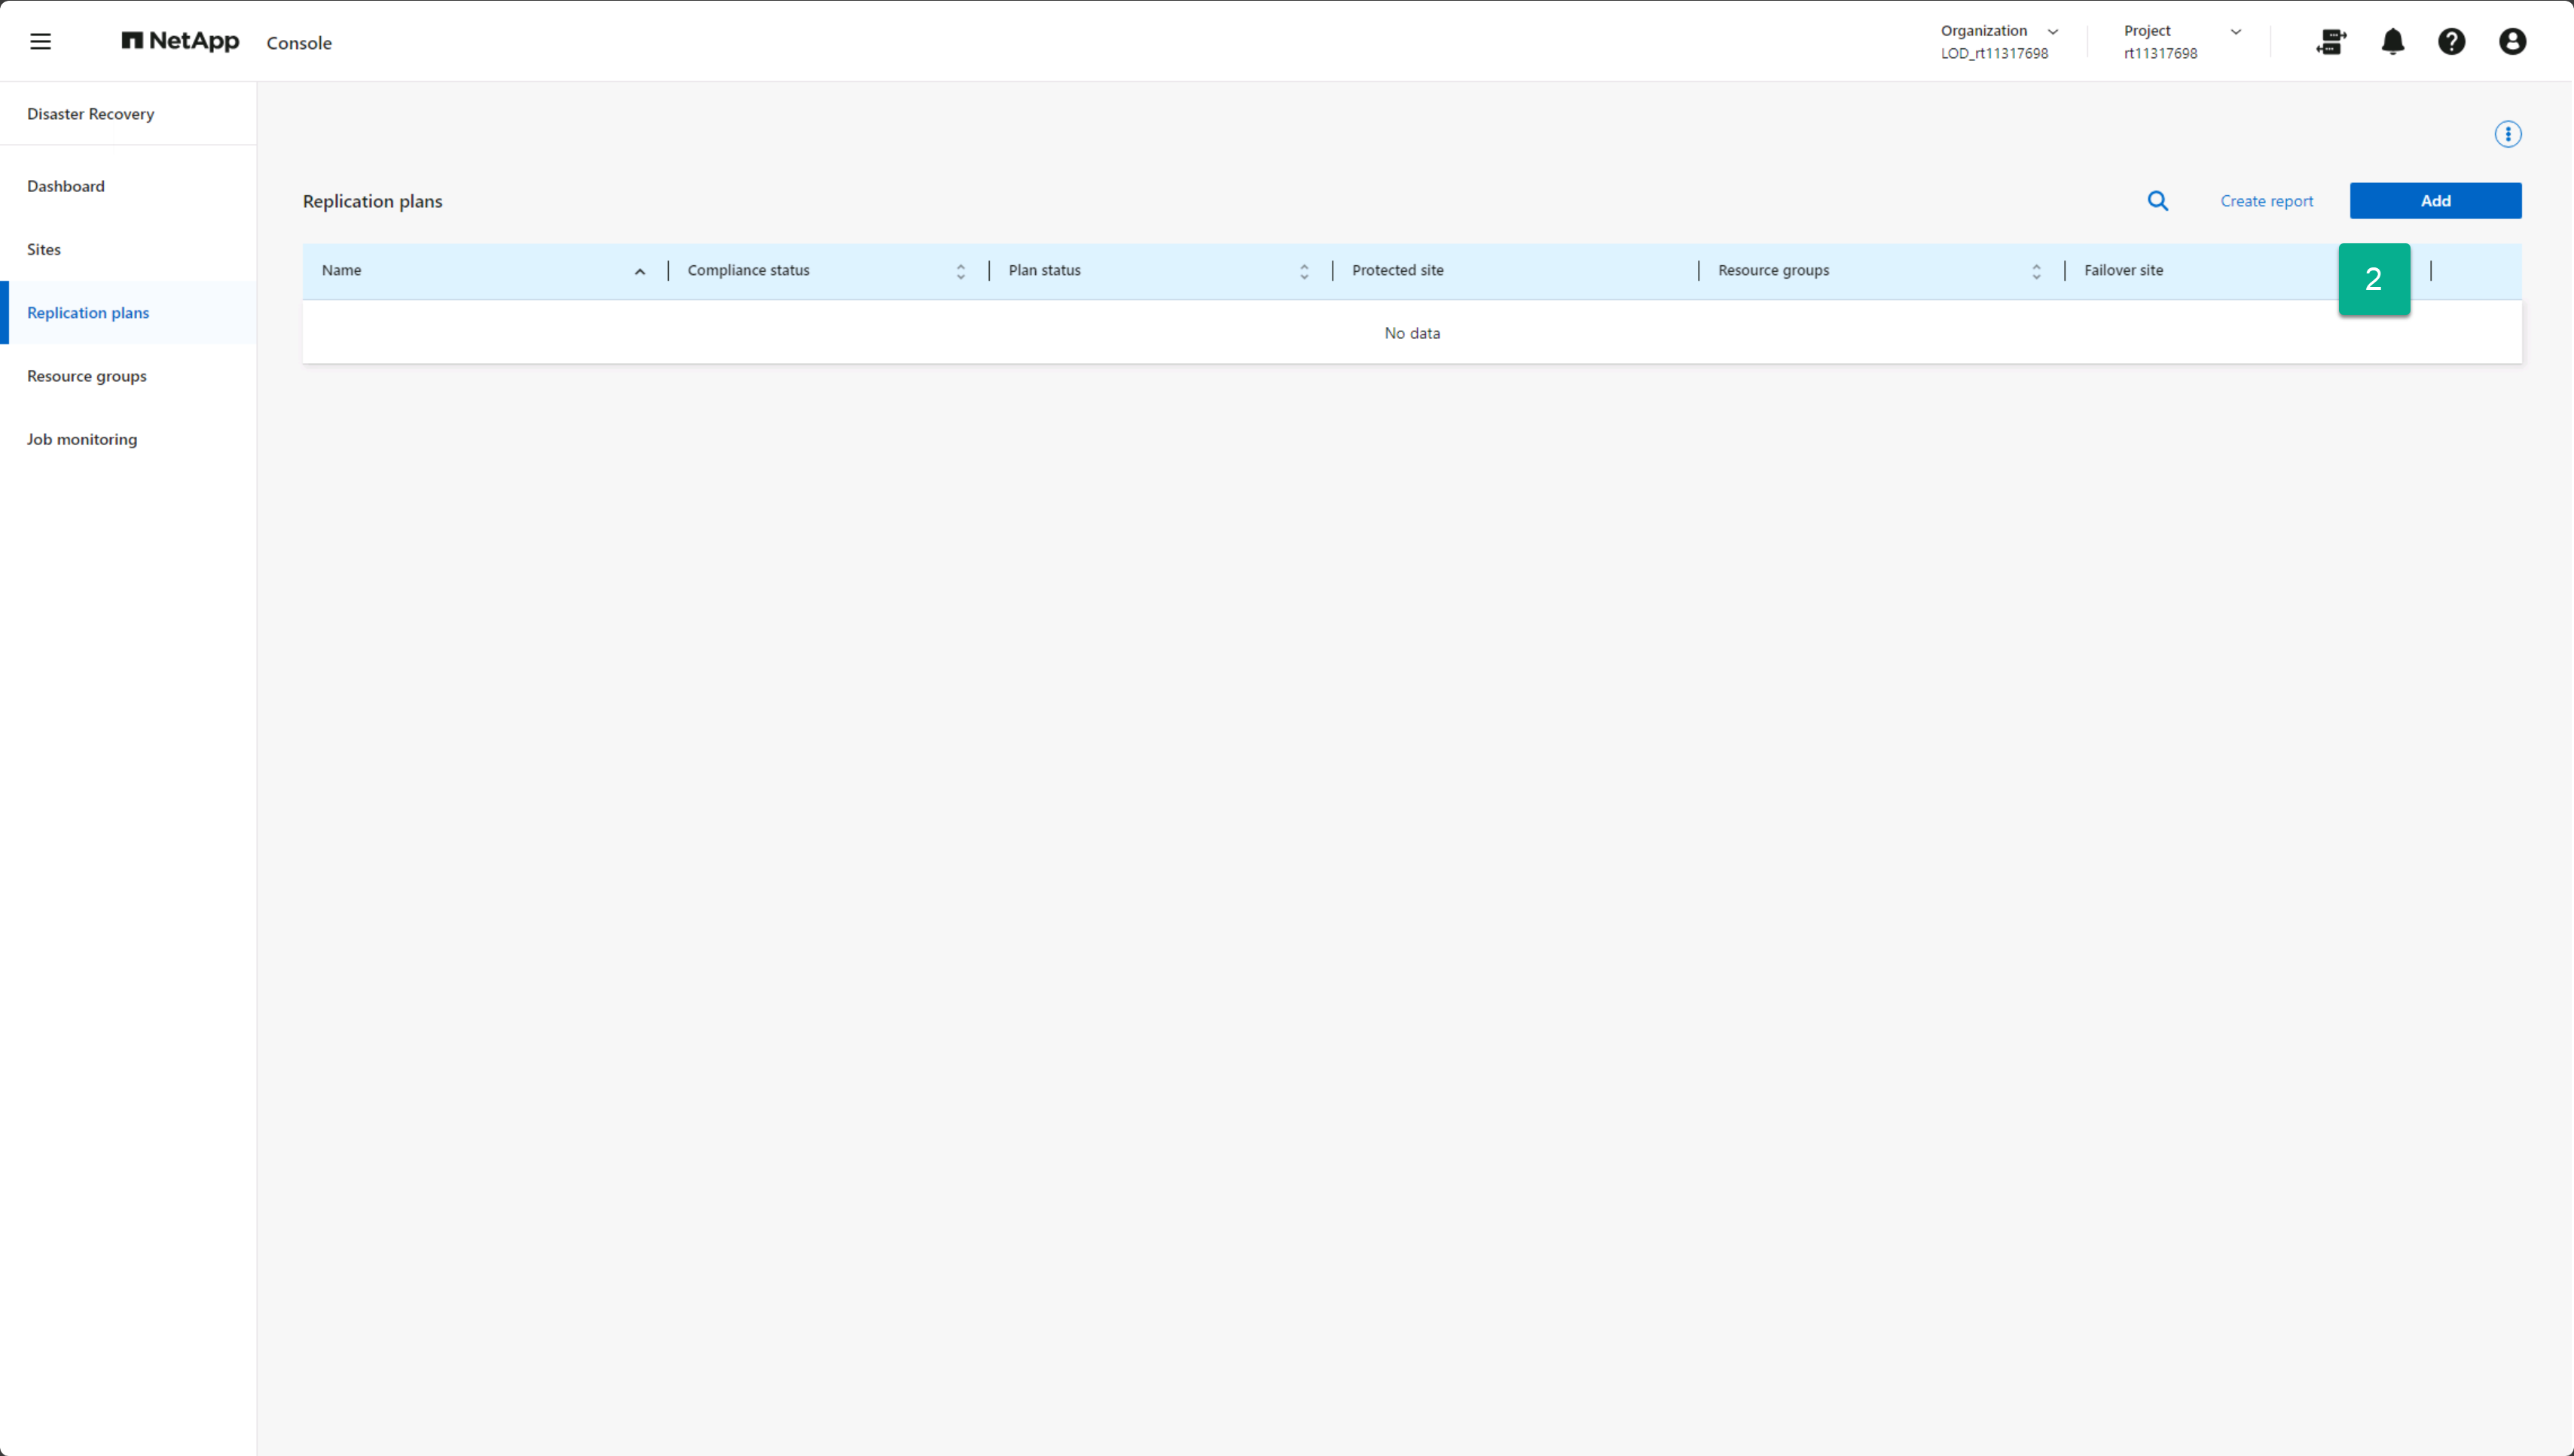 NetApp Console
Organization
LOD_rt11317698
Project
rt11317698
Disaster Recovery
Dashboard
Sites
Replication plans
Resource groups
Job monitoring
Replication plans
Create report
Add
Name
Compliance status
Plan status
Protected site
Resource groups
Failover site
2
No data